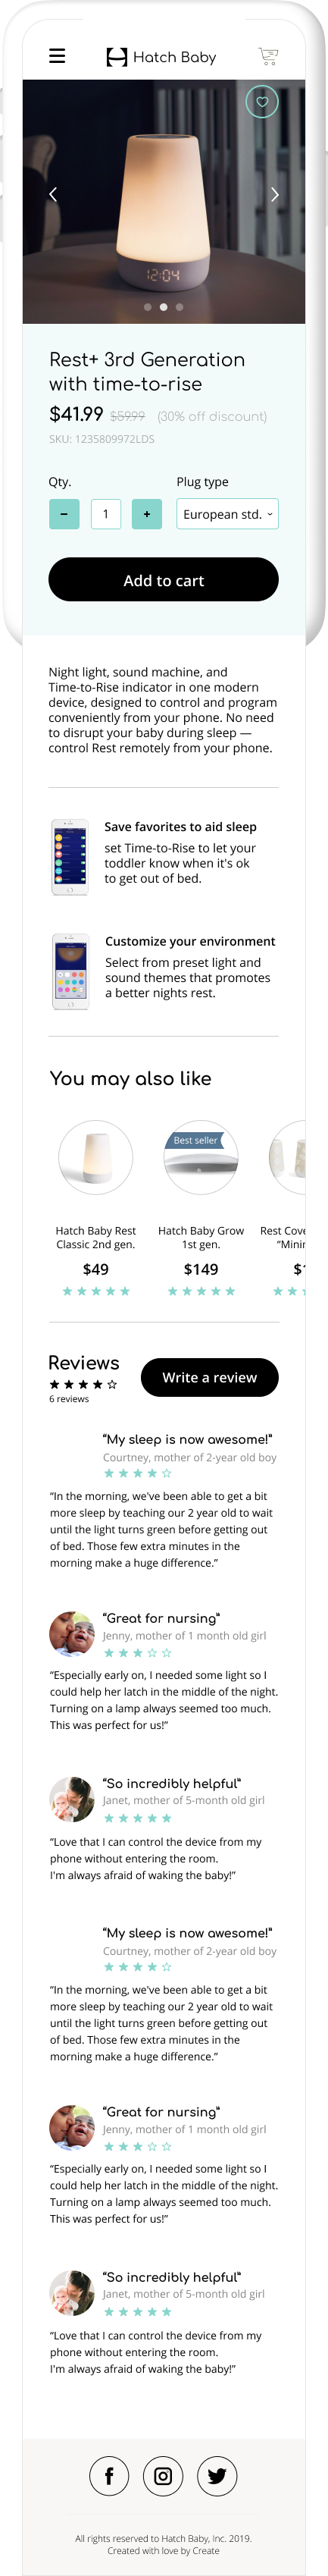 Hatch Baby
12:04
Rest+ 3rd Generation
with time-to-rise
$41.99 $59.99 (30% off discount)
SKU: 1235809972LDS
Qty. Plug type
– 1 + European std.
Add to cart
Night light, sound machine, and
Time-to-Rise indicator in one modern
device, designed to control and program
conveniently from your phone. No need
to disrupt your baby during sleep —
control Rest remotely from your phone.
Save favorites to aid sleep
set Time-to-Rise to let your
toddler know when it's ok
to get out of bed.
Customize your environment
Select from preset light and
sound themes that promotes
a better nights rest.
You may also like
Best seller
Hatch Baby Rest Hatch Baby Grow Rest Cove
Classic 2nd gen. 1st gen. “Minir
$49 $149 $1
Reviews
6 reviews
Write a review
“My sleep is now awesome!”
Courtney, mother of 2-year old boy
“In the morning, we've been able to get a bit
more sleep by teaching our 2 year old to wait
until the light turns green before getting out
of bed. Those few extra minutes in the
morning make a huge difference.”
“Great for nursing”
Jenny, mother of 1 month old girl
“Especially early on, I needed some light so I
could help her latch in the middle of the night.
Turning on a lamp always seemed too much.
This was perfect for us!”
“So incredibly helpful”
Janet, mother of 5-month old girl
“Love that I can control the device from my
phone without entering the room.
I'm always afraid of waking the baby!”
“My sleep is now awesome!”
Courtney, mother of 2-year old boy
“In the morning, we've been able to get a bit
more sleep by teaching our 2 year old to wait
until the light turns green before getting out
of bed. Those few extra minutes in the
morning make a huge difference.”
“Great for nursing”
Jenny, mother of 1 month old girl
“Especially early on, I needed some light so I
could help her latch in the middle of the night.
Turning on a lamp always seemed too much.
This was perfect for us!”
“So incredibly helpful”
Janet, mother of 5-month old girl
“Love that I can control the device from my
phone without entering the room.
I'm always afraid of waking the baby!”
All rights reserved to Hatch Baby, Inc. 2019.
Created with love by Create